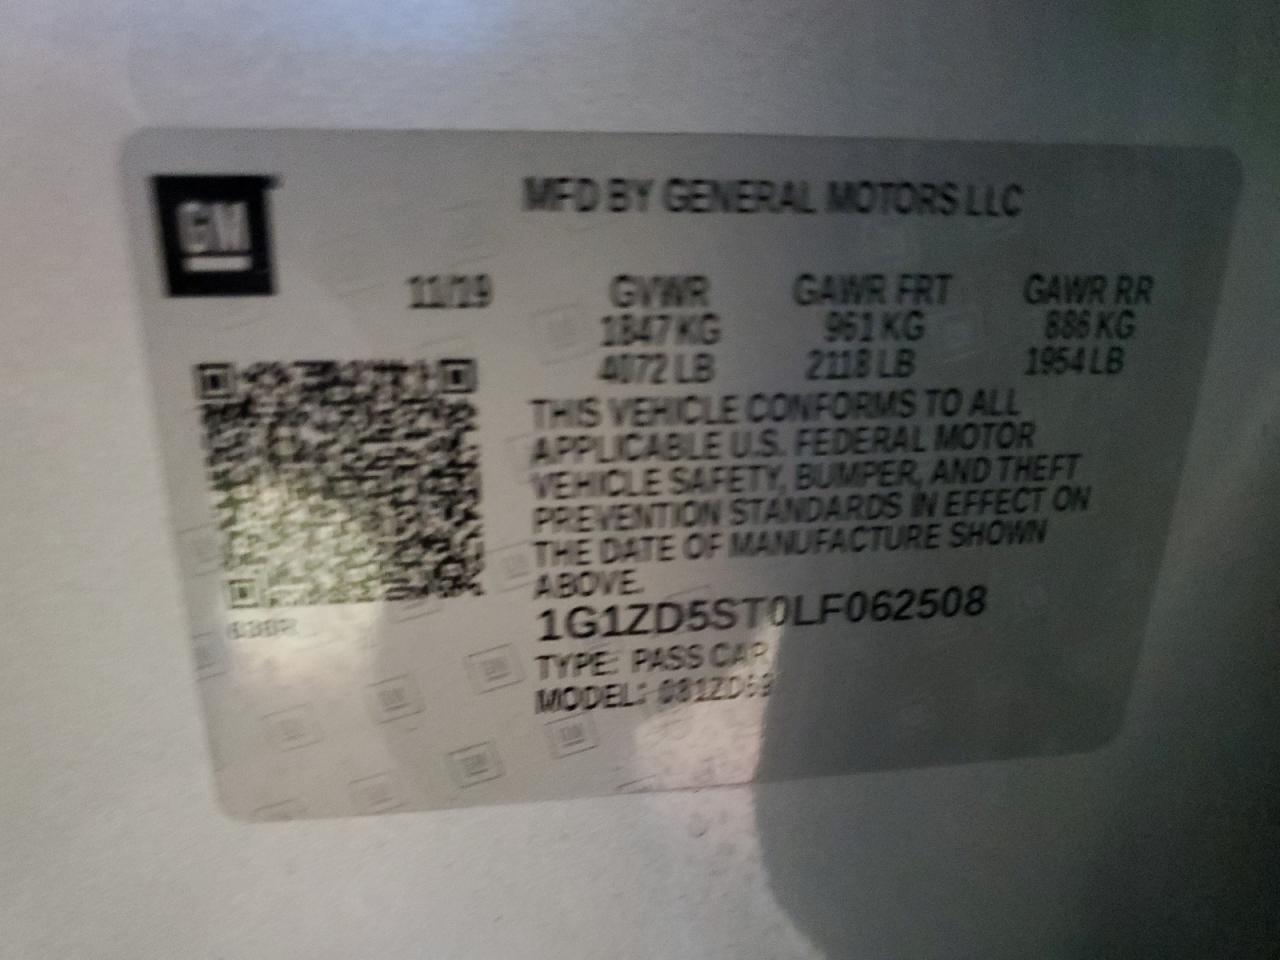 GM
MFD BY GENERAL MOTORS LLC
11/19 GVWR GAWR FRT GAWR RR
1847 KG 961 KG 886 KG
4072 LB 2118 LB 1954 LB
THIS VEHICLE CONFORMS TO ALL
APPLICABLE U.S. FEDERAL MOTOR
VEHICLE SAFETY, BUMPER, AND THEFT
PREVENTION STANDARDS IN EFFECT ON
THE DATE OF MANUFACTURE SHOWN
ABOVE.
1G1ZD5ST0LF062508
TYPE: PASS CAR
MODEL: